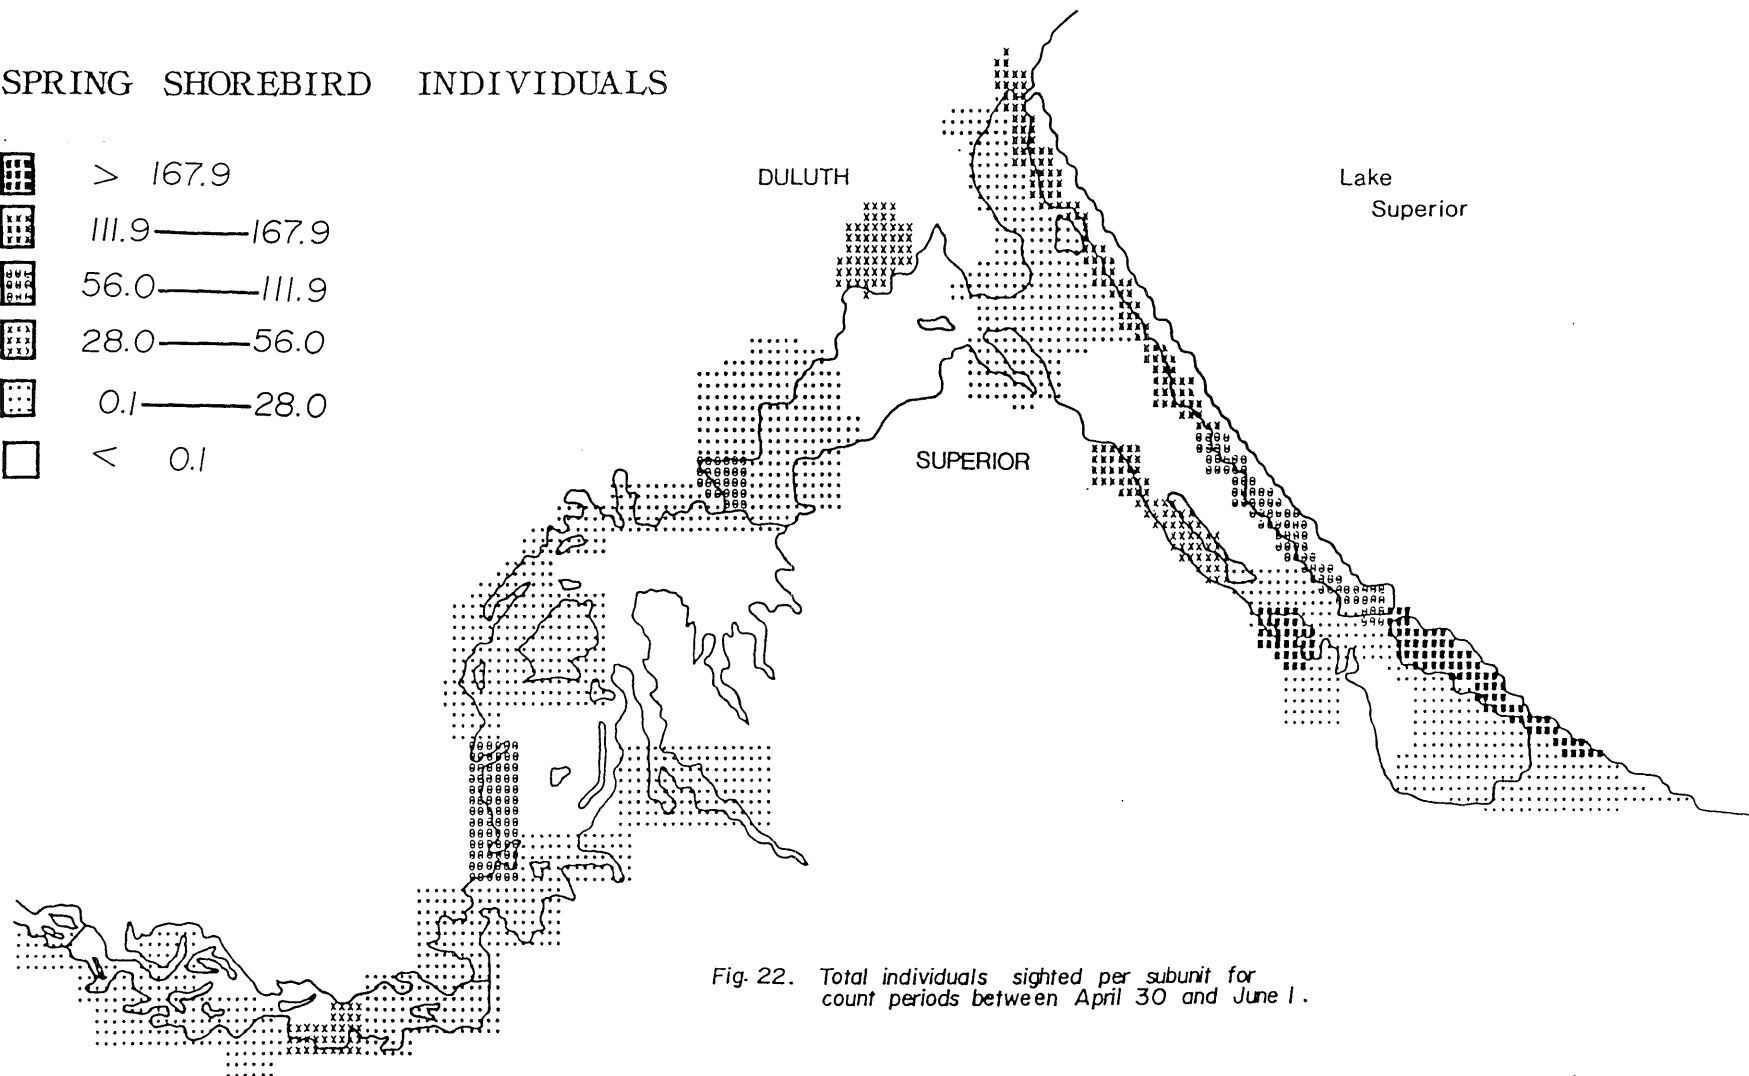 SPRING SHOREBIRD INDIVIDUALS
> 167.9
111.9—167.9
56.0—111.9
28.0—56.0
0.1—28.0
< 0.1
DULUTH
Lake
Superior
SUPERIOR
Fig. 22. Total individuals sighted per subunit for
count periods between April 30 and June 1.